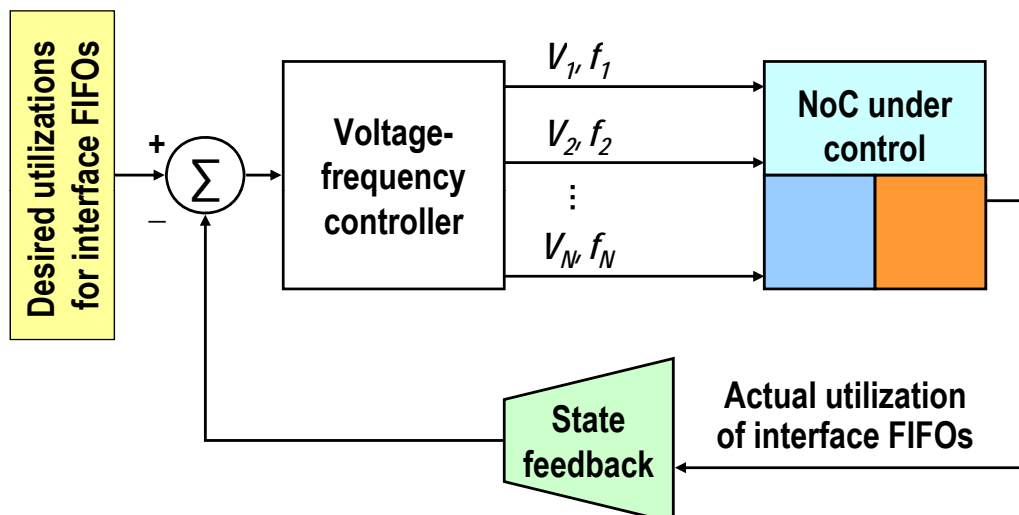 Desired utilizations
for interface FIFOs
+
−
∑
Voltage-
frequency
controller
V1, f1
V2, f2
⋮
VN, fN
NoC under
control
State
feedback
Actual utilization
of interface FIFOs